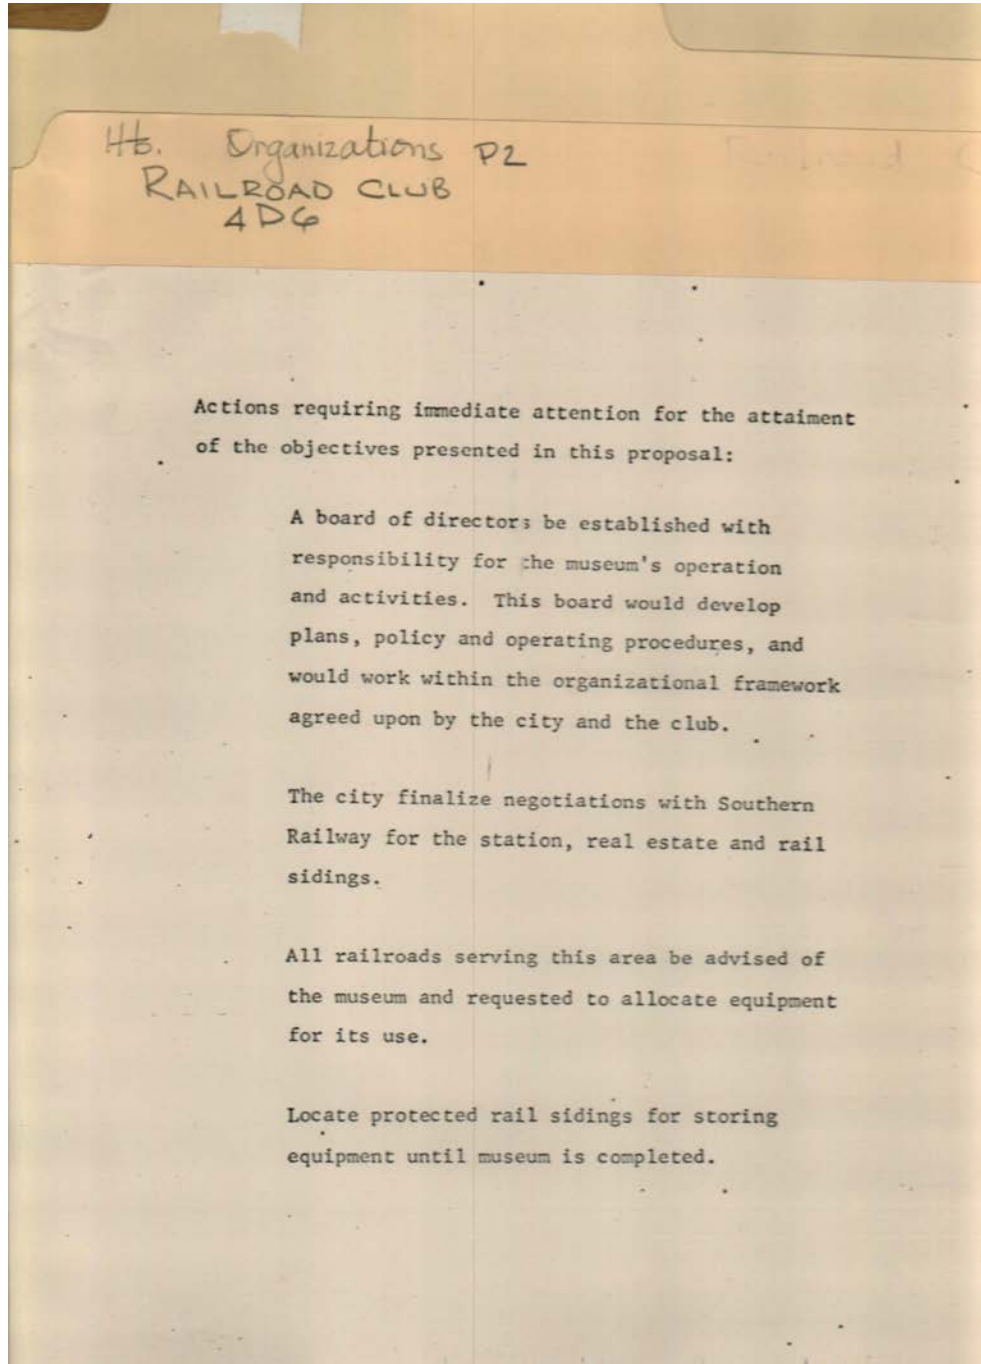 Hb. Organizations P2
RAILROAD CLUB
4D6
Actions requiring immediate attention for the attaiment
of the objectives presented in this proposal:
A board of directors be established with
responsibility for the museum's operation
and activities. This board would develop
plans, policy and operating procedures, and
would work within the organizational framework
agreed upon by the city and the club.
The city finalize negotiations with Southern
Railway for the station, real estate and rail
sidings.
All railroads serving this area be advised of
the museum and requested to allocate equipment
for its use.
Locate protected rail sidings for storing
equipment until museum is completed.